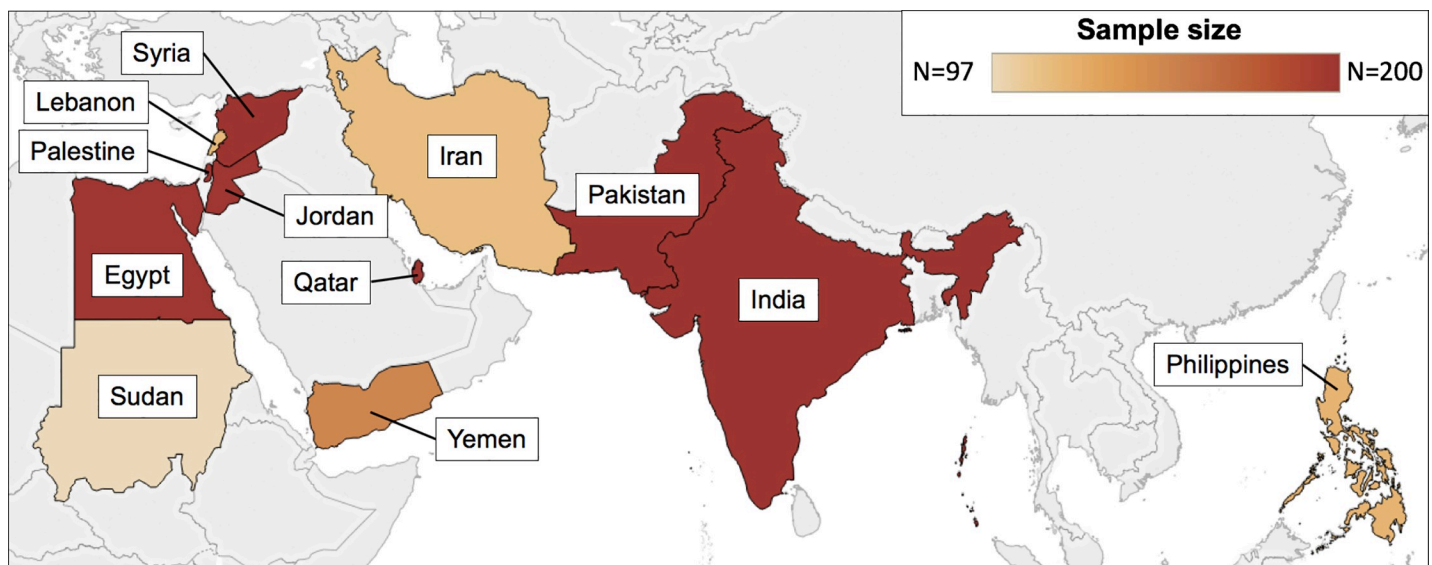 Sample size
N=97
N=200
Syria
Lebanon
Palestine
Iran
Pakistan
Jordan
Egypt
Qatar
India
Philippines
Sudan
Yemen